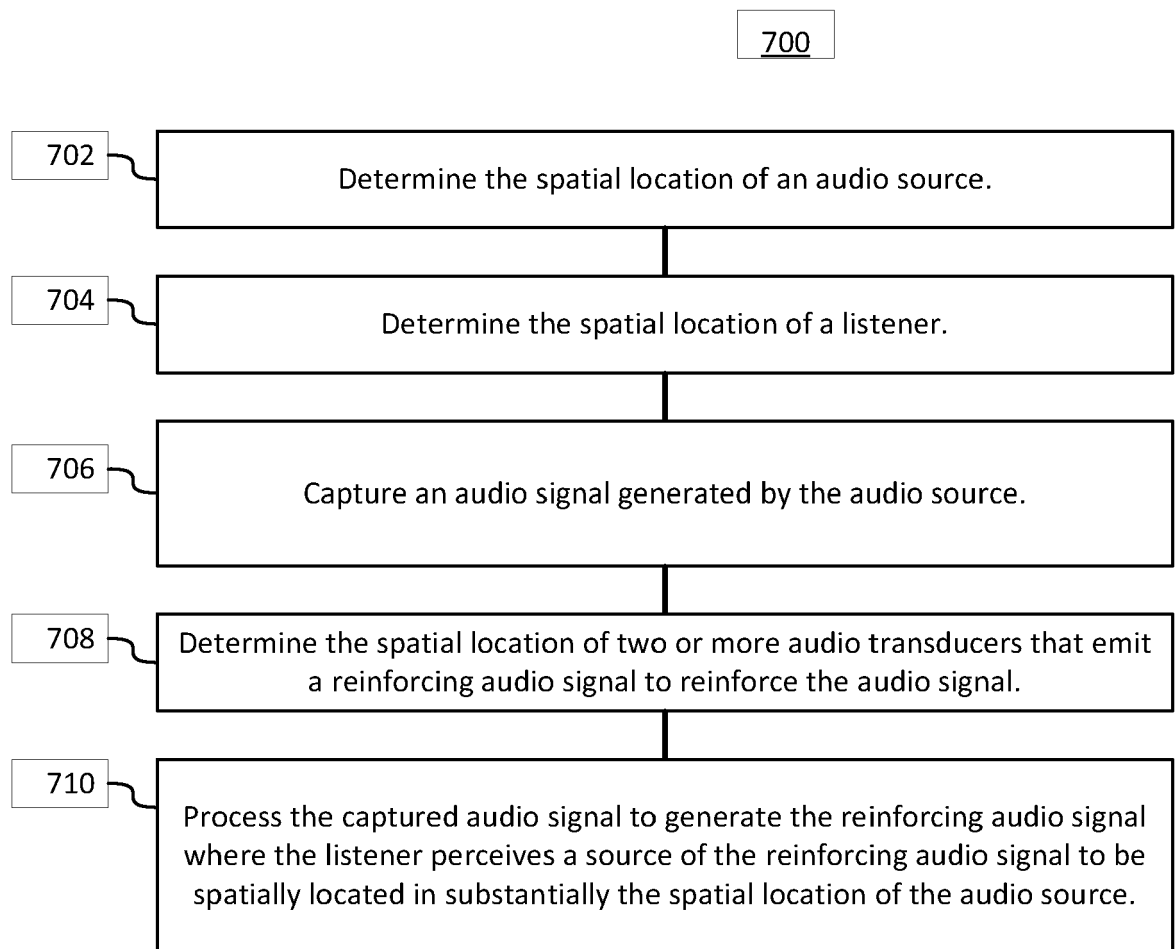 700
702
Determine the spatial location of an audio source.
704
Determine the spatial location of a listener.
706
Capture an audio signal generated by the audio source.
708
Determine the spatial location of two or more audio transducers that emit
a reinforcing audio signal to reinforce the audio signal.
710
Process the captured audio signal to generate the reinforcing audio signal
where the listener perceives a source of the reinforcing audio signal to be
spatially located in substantially the spatial location of the audio source.